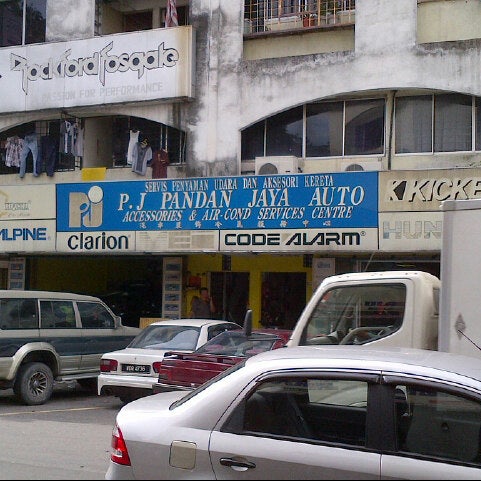 Rockford Fosgate
PASSION FOR PERFORMANCE
SERVIS PENYAMAN UDARA DAN AKSESORI KERETA
PJ
P.J PANDAN JAYA AUTO
ACCESSORIES & AIR-COND SERVICES CENTRE
KICKE
ALPINE
clarion
CODE ALARM
HUN